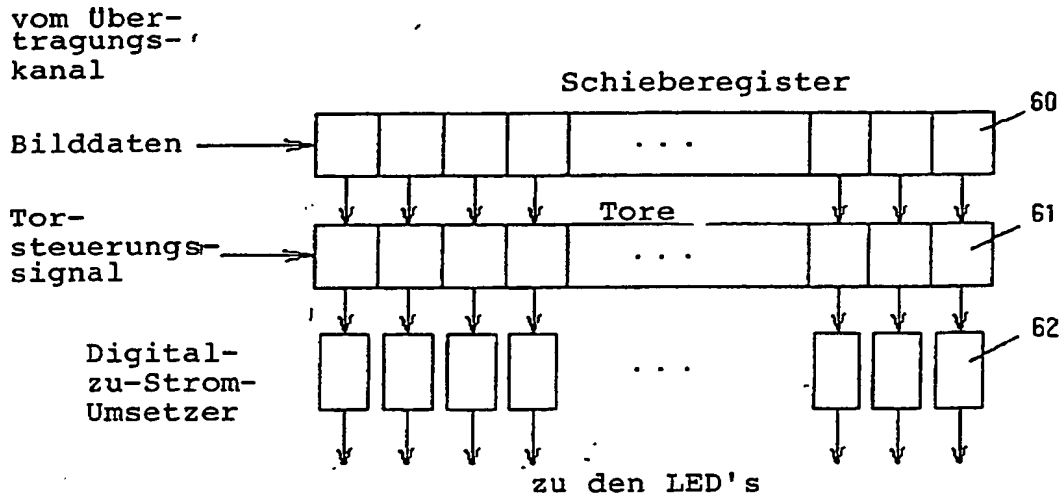 vom Über-
tragungs-
kanal
Schieberegister
60
Bilddaten
...
Tor-
steuerungs-
signal
Tore
61
...
Digital-
zu-Strom-
Umsetzer
62
...
zu den LED's